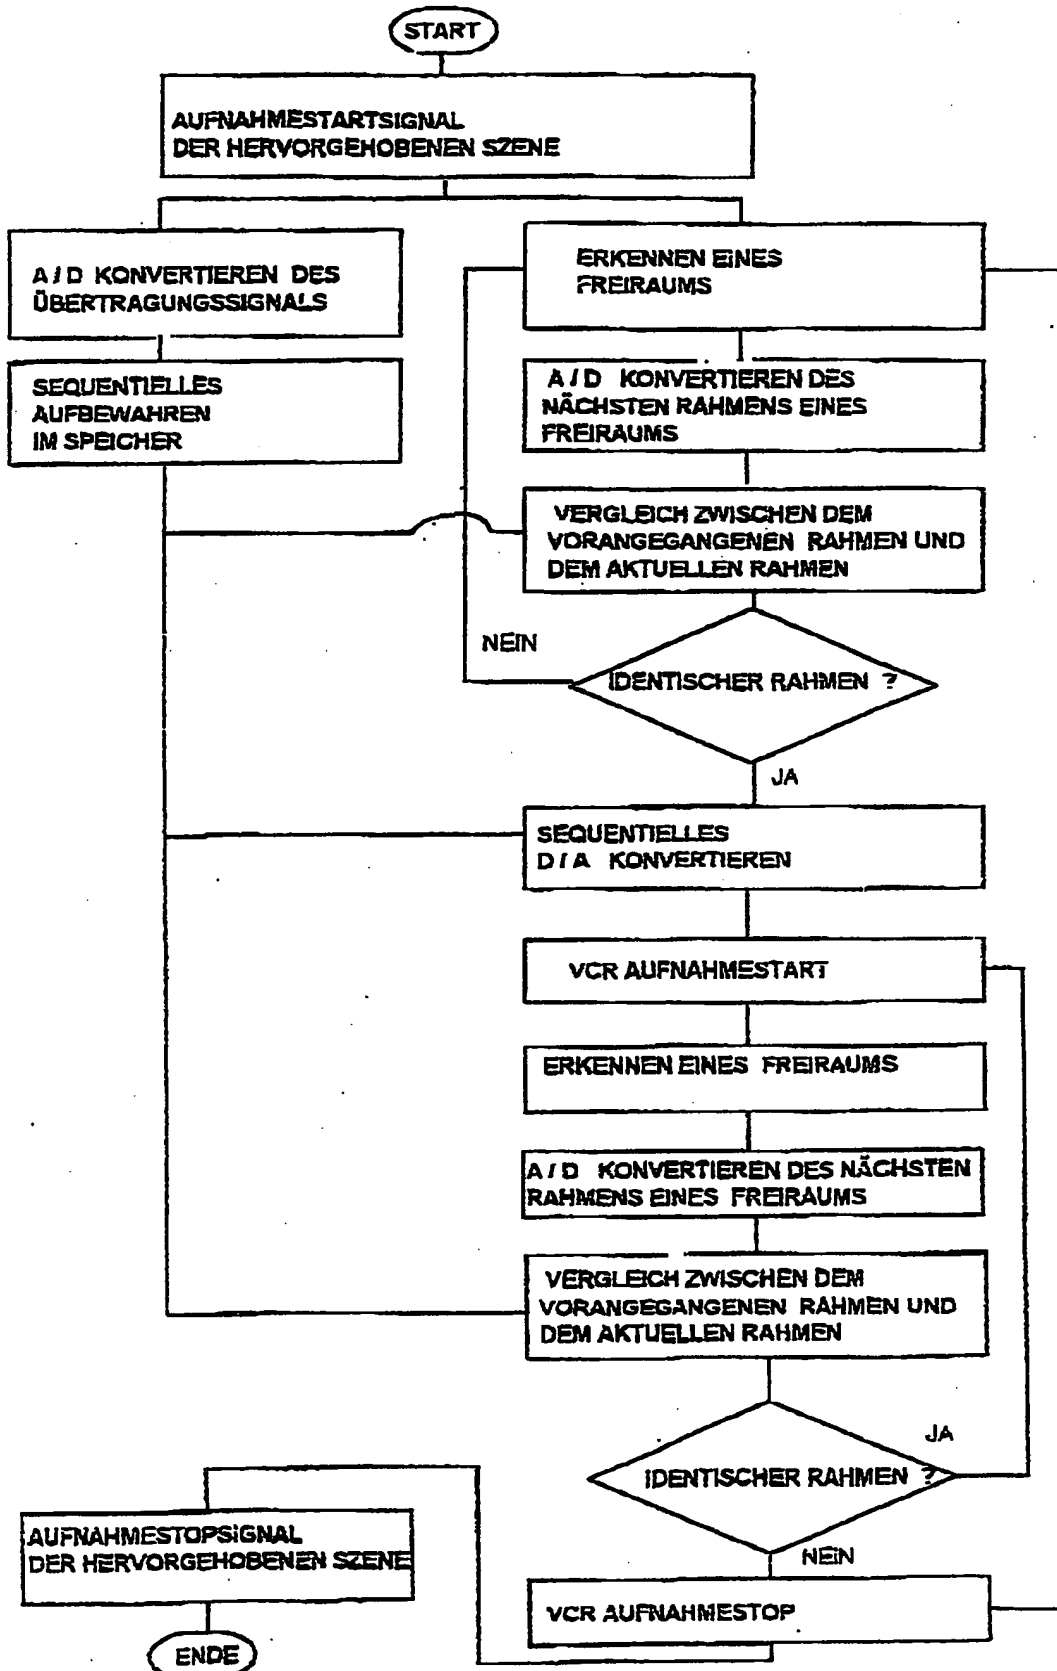 START
AUFNAHMESTARTSIGNAL
DER HERVORGEHOBENEN SZENE
A / D KONVERTIEREN DES
ÜBERTRAGUNGSSIGNALS
SEQUENTIELLES
AUFBEWAHREN
IM SPEICHER
ERKENNEN EINES
FREIRAUMS
A / D KONVERTIEREN DES
NÄCHSTEN RAHMENS EINES
FREIRAUMS
VERGLEICH ZWISCHEN DEM
VORANGEGANGENEN RAHMEN UND
DEM AKTUELLEN RAHMEN
NEIN
IDENTISCHER RAHMEN ?
JA
SEQUENTIELLES
D / A KONVERTIEREN
VCR AUFNAHMESTART
ERKENNEN EINES FREIRAUMS
A / D KONVERTIEREN DES NÄCHSTEN
RAHMENS EINES FREIRAUMS
VERGLEICH ZWISCHEN DEM
VORANGEGANGENEN RAHMEN UND
DEM AKTUELLEN RAHMEN
JA
IDENTISCHER RAHMEN ?
NEIN
VCR AUFNAHMESTOP
AUFNAHMESTOPSIGNAL
DER HERVORGEHOBENEN SZENE
ENDE